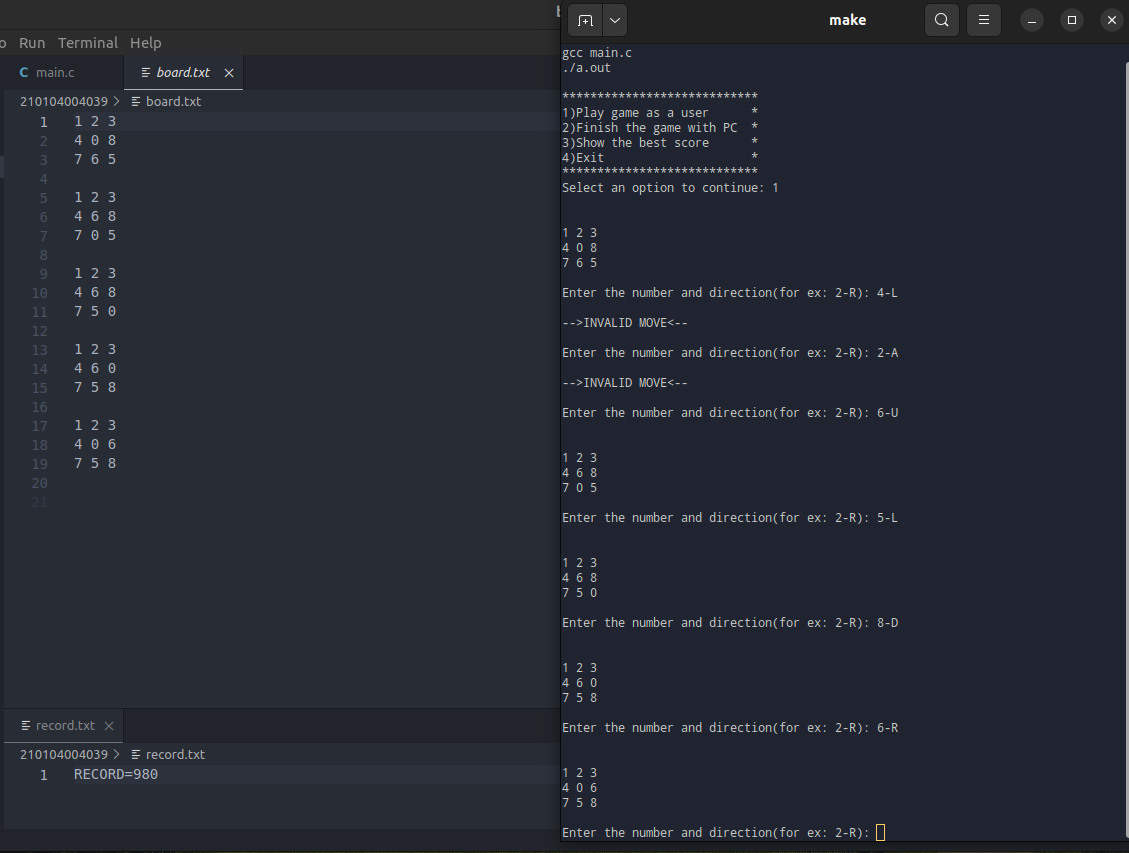 Run Terminal Help
main.c
board.txt
210104004039 > board.txt
1 1 2 3
2 4 0 8
3 7 6 5
4
5 1 2 3
6 4 6 8
7 7 0 5
8
9 1 2 3
10 4 6 8
11 7 5 0
12
13 1 2 3
14 4 6 0
15 7 5 8
16
17 1 2 3
18 4 0 6
19 7 5 8
20
21
record.txt
210104004039 > record.txt
1 RECORD=980
make
gcc main.c
./a.out
****************************
1)Play game as a user      *
2)Finish the game with PC  *
3)Show the best score      *
4)Exit                     *
****************************
Select an option to continue: 1
1 2 3
4 0 8
7 6 5
Enter the number and direction(for ex: 2-R): 4-L
-->INVALID MOVE<--
Enter the number and direction(for ex: 2-R): 2-A
-->INVALID MOVE<--
Enter the number and direction(for ex: 2-R): 6-U
1 2 3
4 6 8
7 0 5
Enter the number and direction(for ex: 2-R): 5-L
1 2 3
4 6 8
7 5 0
Enter the number and direction(for ex: 2-R): 8-D
1 2 3
4 6 0
7 5 8
Enter the number and direction(for ex: 2-R): 6-R
1 2 3
4 0 6
7 5 8
Enter the number and direction(for ex: 2-R):